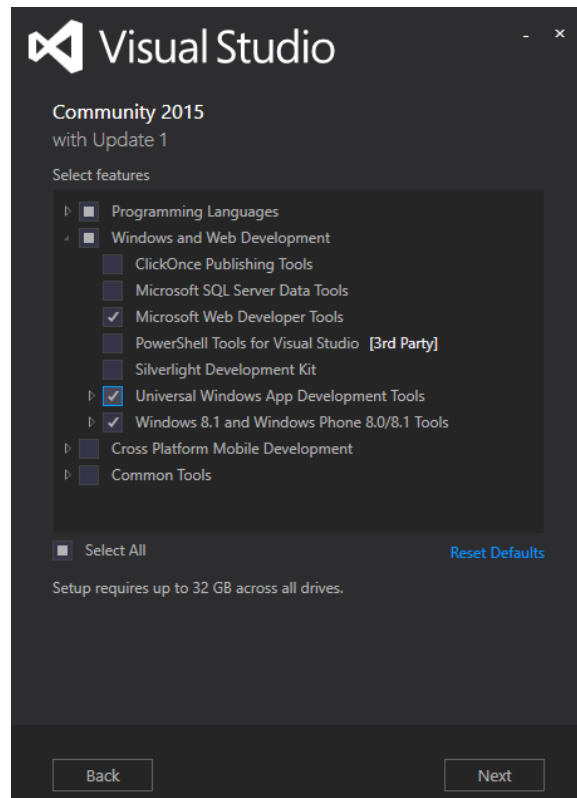 Visual Studio
Community 2015
with Update 1
Select features
Programming Languages
Windows and Web Development
ClickOnce Publishing Tools
Microsoft SQL Server Data Tools
Microsoft Web Developer Tools
PowerShell Tools for Visual Studio [3rd Party]
Silverlight Development Kit
Universal Windows App Development Tools
Windows 8.1 and Windows Phone 8.0/8.1 Tools
Cross Platform Mobile Development
Common Tools
Select All Reset Defaults
Setup requires up to 32 GB across all drives.
Back Next